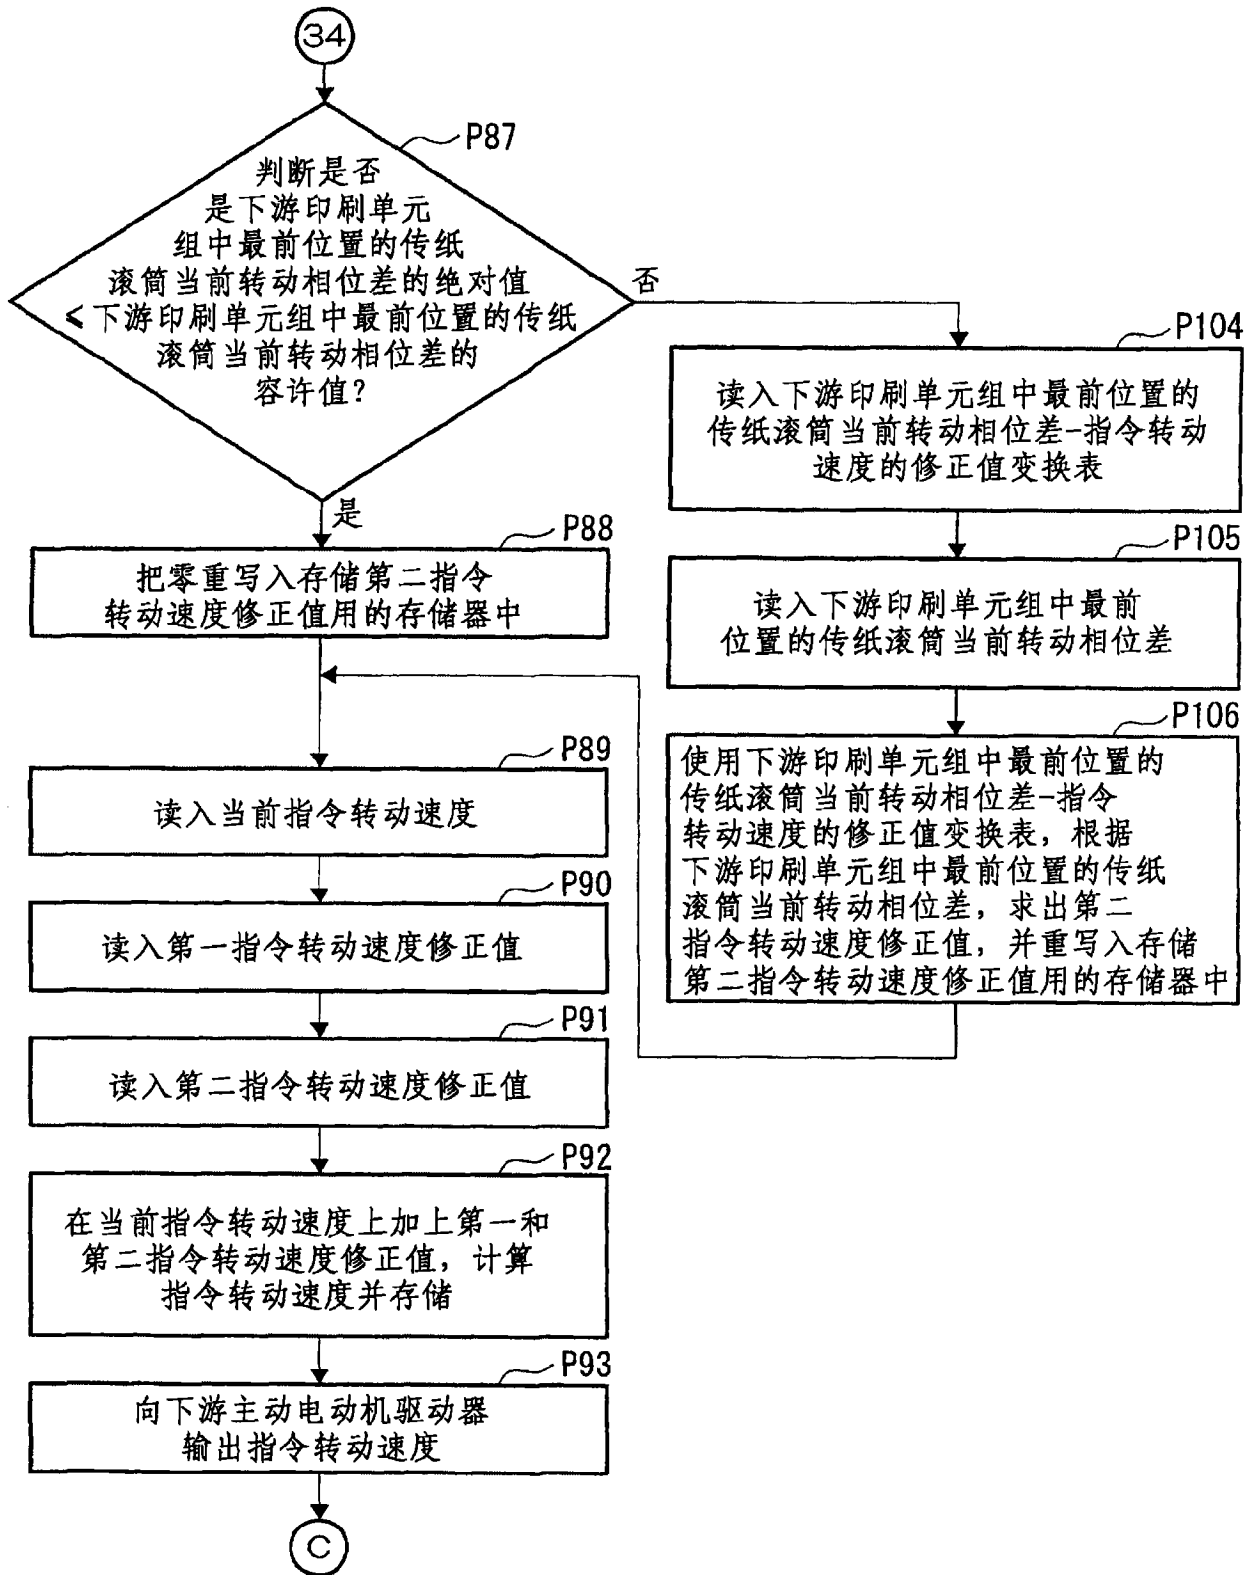 34
P87
判断是否
是下游印刷单元
组中最前位置的传纸
滚筒当前转动相位差的绝对值
≤下游印刷单元组中最前位置的传纸
滚筒当前转动相位差的
容许值?
否
是
P88
把零重写入存储第二指令
转动速度修正值用的存储器中
P89
读入当前指令转动速度
P90
读入第一指令转动速度修正值
P91
读入第二指令转动速度修正值
P92
在当前指令转动速度上加上第一和
第二指令转动速度修正值，计算
指令转动速度并存储
P93
向下游主动电动机驱动器
输出指令转动速度
C
P104
读入下游印刷单元组中最前位置的
传纸滚筒当前转动相位差-指令转动
速度的修正值变换表
P105
读入下游印刷单元组中最前
位置的传纸滚筒当前转动相位差
P106
使用下游印刷单元组中最前位置的
传纸滚筒当前转动相位差-指令
转动速度的修正值变换表，根据
下游印刷单元组中最前位置的传纸
滚筒当前转动相位差，求出第二
指令转动速度修正值，并重写入存储
第二指令转动速度修正值用的存储器中